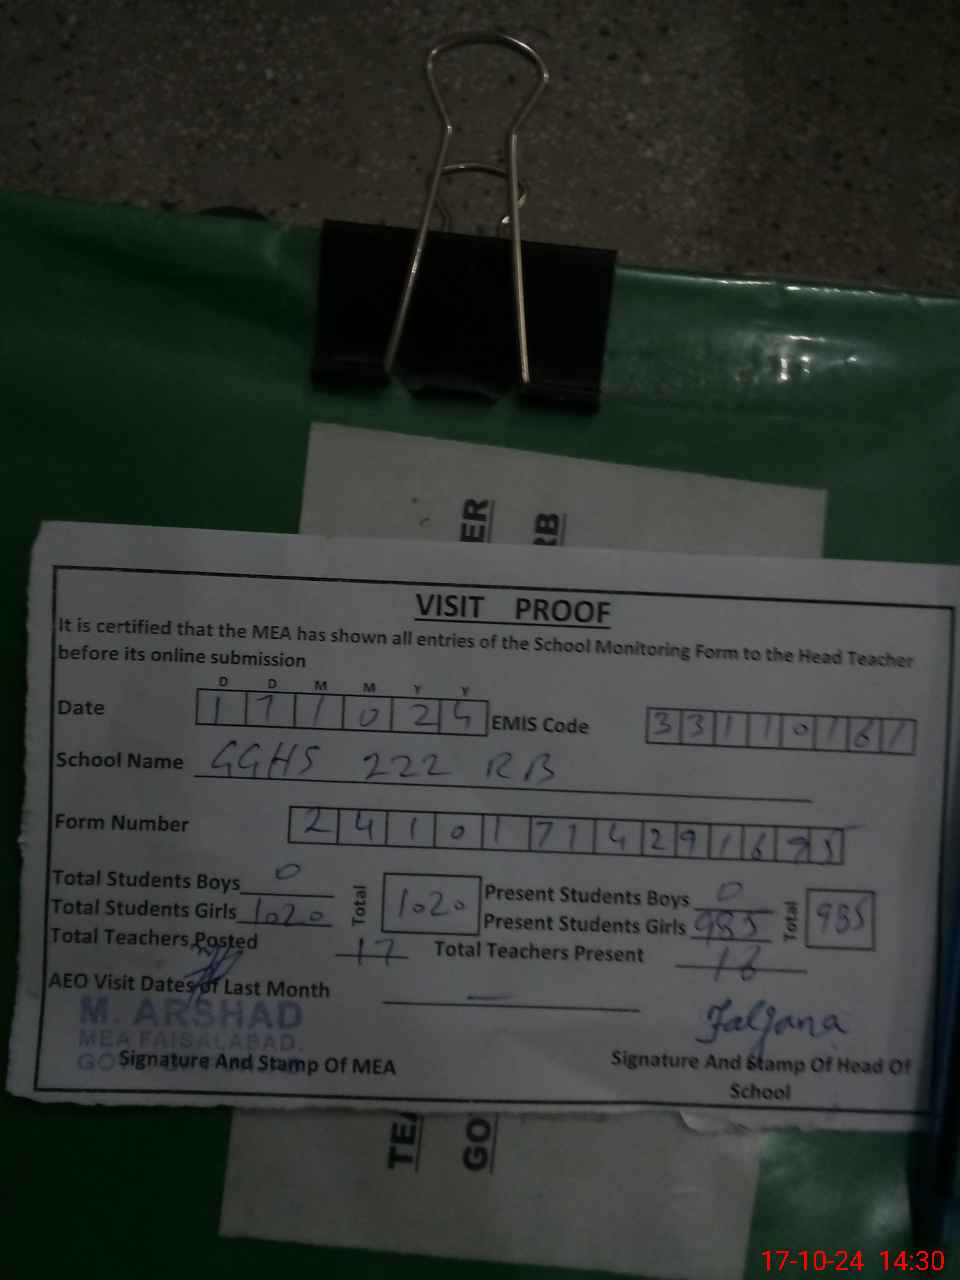 ER
RB
VISIT PROOF
It is certified that the MEA has shown all entries of the School Monitoring Form to the Head Teacher
before its online submission
D D M M Y Y
Date 1 7 1 0 2 4 EMIS Code 3 3 1 1 0 1 6 1
School Name GGHS 222 RB
Form Number 2 4 1 0 1 7 1 4 2 9 1 6 9 5
Total Students Boys 0 Present Students Boys 0
Total Students Girls 1020 Total 1020 Present Students Girls 985 Total 985
Total Teachers Posted 17 Total Teachers Present 16
AEO Visit Dates of Last Month —
M. ARSHAD
MEA FAISALABAD.
GO
Signature And Stamp Of MEA
Signature And Stamp Of Head Of
School
TEA
GO
17-10-24 14:30